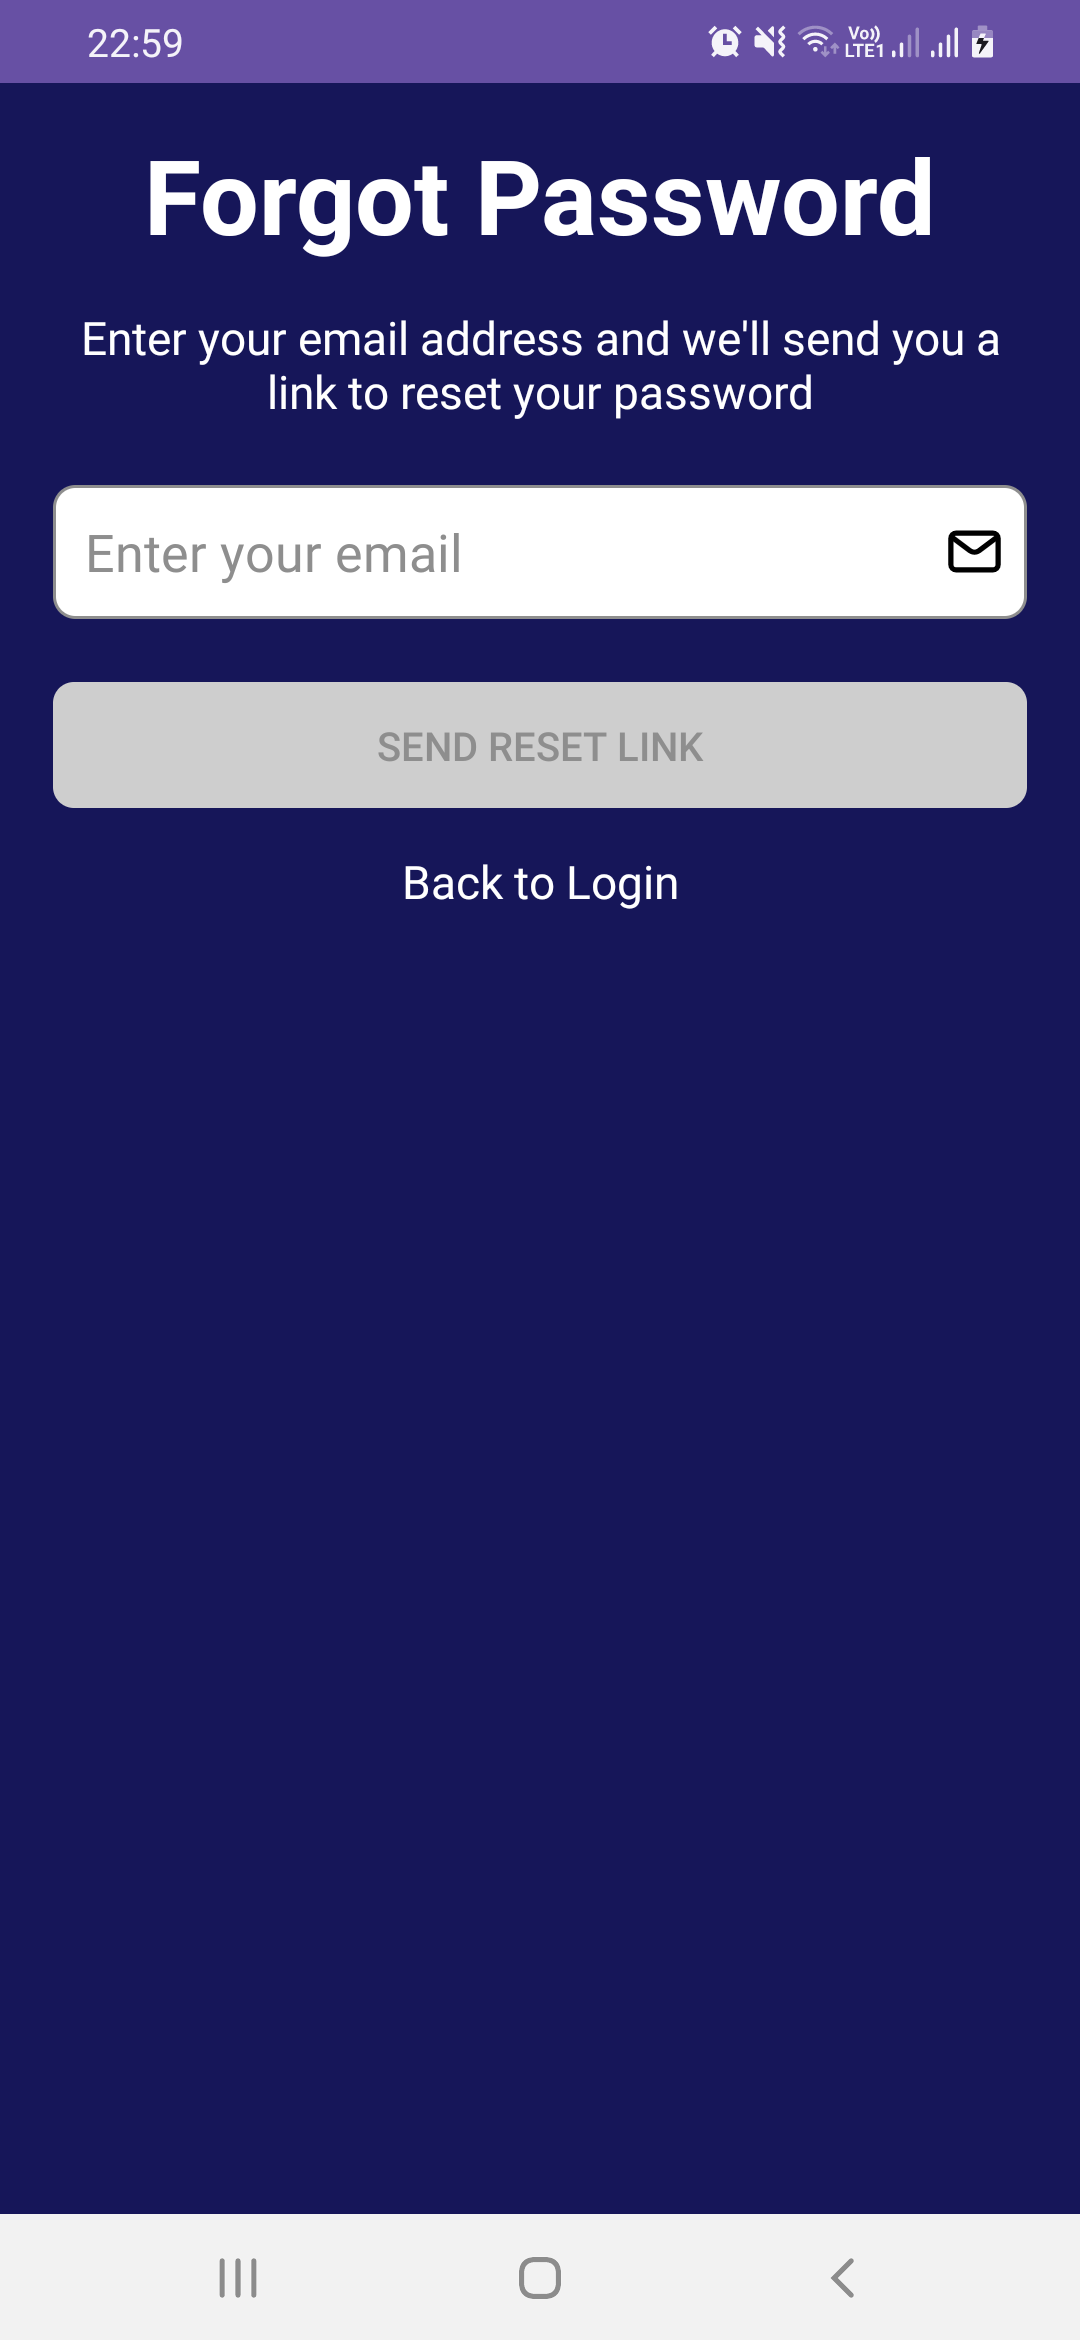 22:59
Vo))
LTE1
Forgot Password
Enter your email address and we'll send you a
link to reset your password
Enter your email
SEND RESET LINK
Back to Login